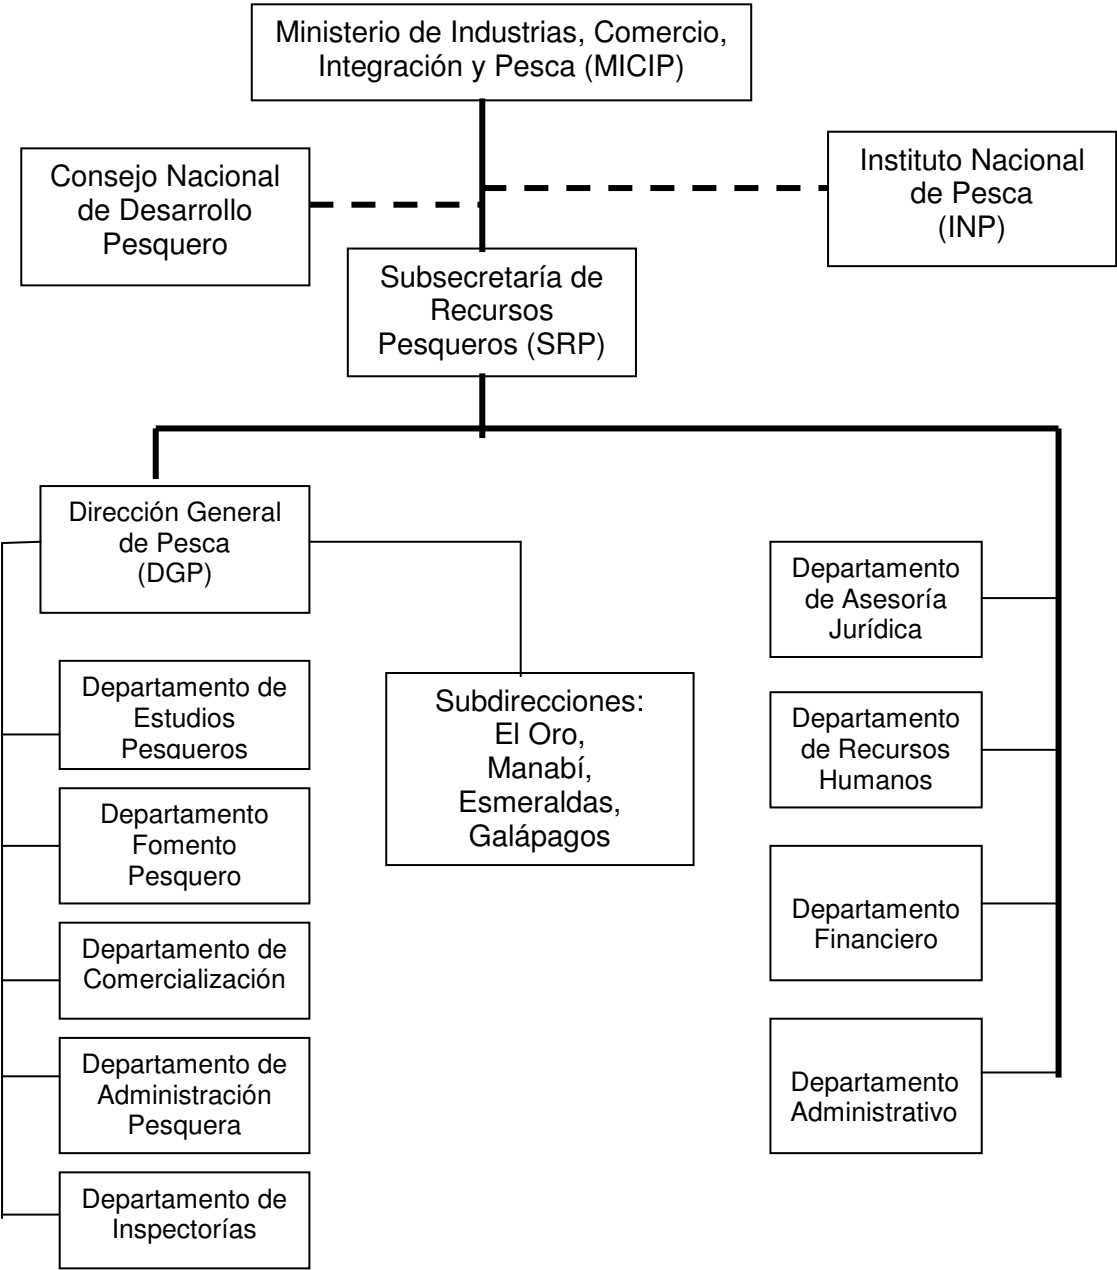 Ministerio de Industrias, Comercio,
Integración y Pesca (MICIP)
Consejo Nacional
de Desarrollo
Pesquero
Instituto Nacional
de Pesca
(INP)
Subsecretaría de
Recursos
Pesqueros (SRP)
Dirección General
de Pesca
(DGP)
Departamento de
Estudios
Pesqueros
Departamento
Fomento
Pesquero
Departamento de
Comercialización
Departamento de
Administración
Pesquera
Departamento de
Inspectorías
Subdirecciones:
El Oro,
Manabí,
Esmeraldas,
Galápagos
Departamento
de Asesoría
Jurídica
Departamento
de Recursos
Humanos
Departamento
Financiero
Departamento
Administrativo